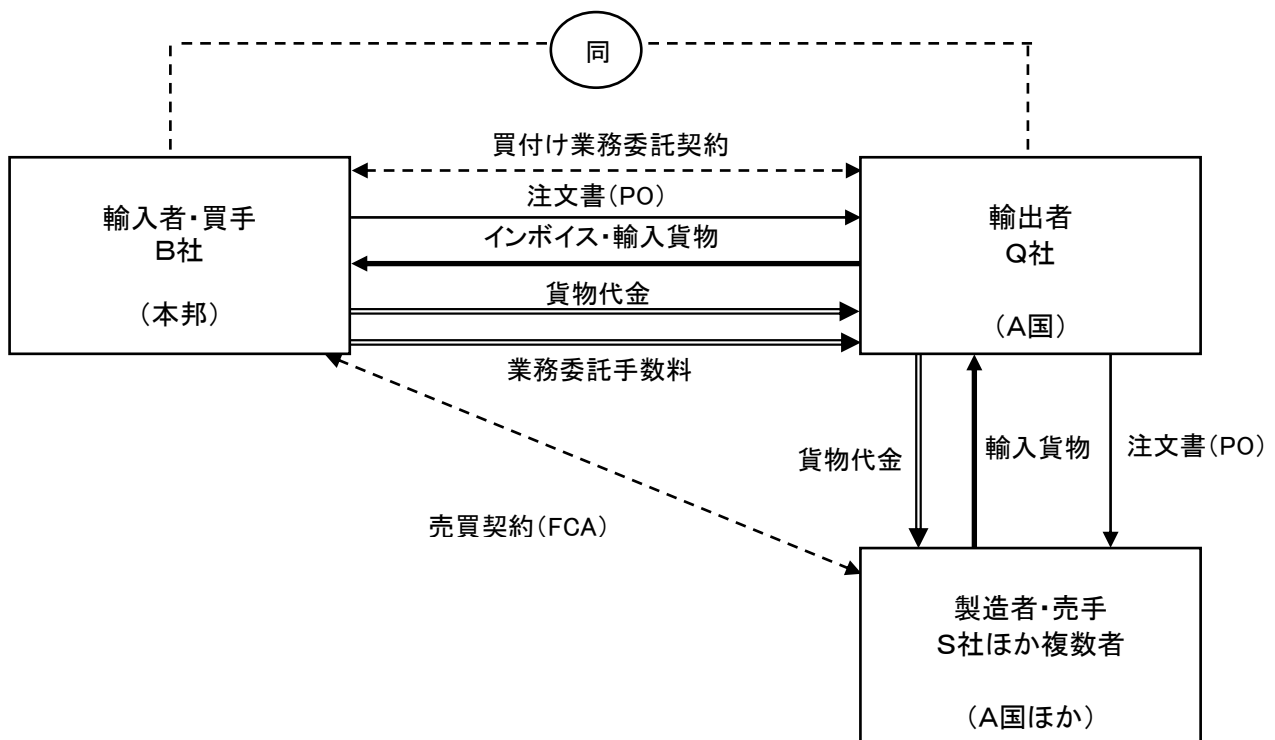 同
買付け業務委託契約
注文書(PO)
インボイス・輸入貨物
貨物代金
業務委託手数料
輸入者・買手
B社
(本邦)
輸出者
Q社
(A国)
貨物代金
輸入貨物
注文書(PO)
売買契約(FCA)
製造者・売手
S社ほか複数者
(A国ほか)